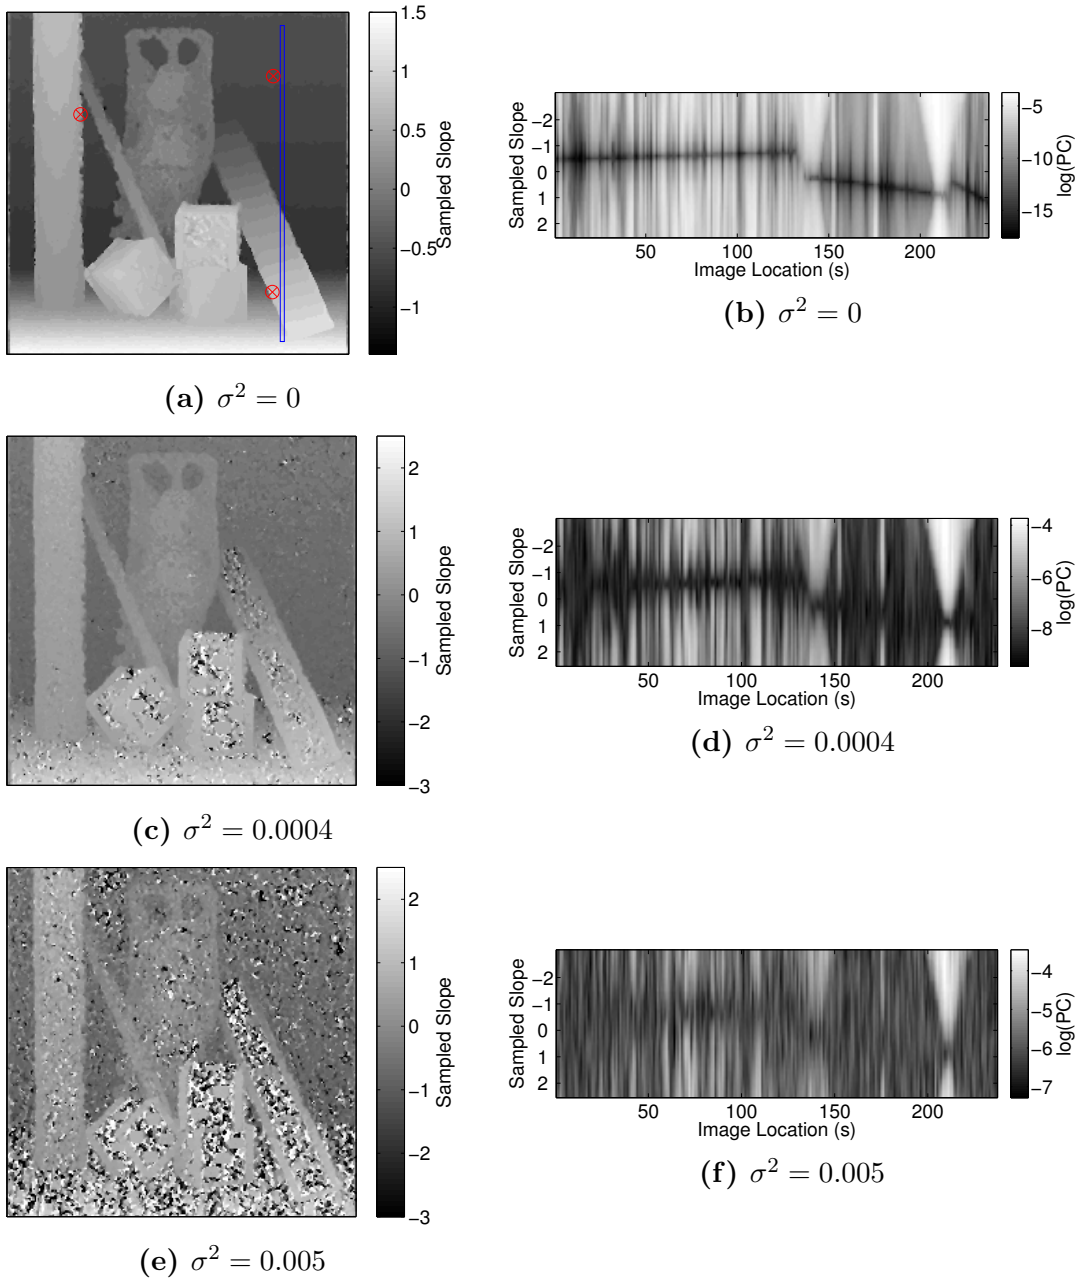 1.5
1
0.5
0
−0.5
−1
Sampled Slope
(a) σ² = 0
−2
−1
0
1
2
Sampled Slope
50 100 150 200
Image Location (s)
−5
−10
−15
log(PC)
(b) σ² = 0
2
1
0
−1
−2
−3
Sampled Slope
(c) σ² = 0.0004
−2
−1
0
1
2
Sampled Slope
50 100 150 200
Image Location (s)
−4
−6
−8
log(PC)
(d) σ² = 0.0004
2
1
0
−1
−2
−3
Sampled Slope
(e) σ² = 0.005
−2
−1
0
1
2
Sampled Slope
50 100 150 200
Image Location (s)
−4
−5
−6
−7
log(PC)
(f) σ² = 0.005